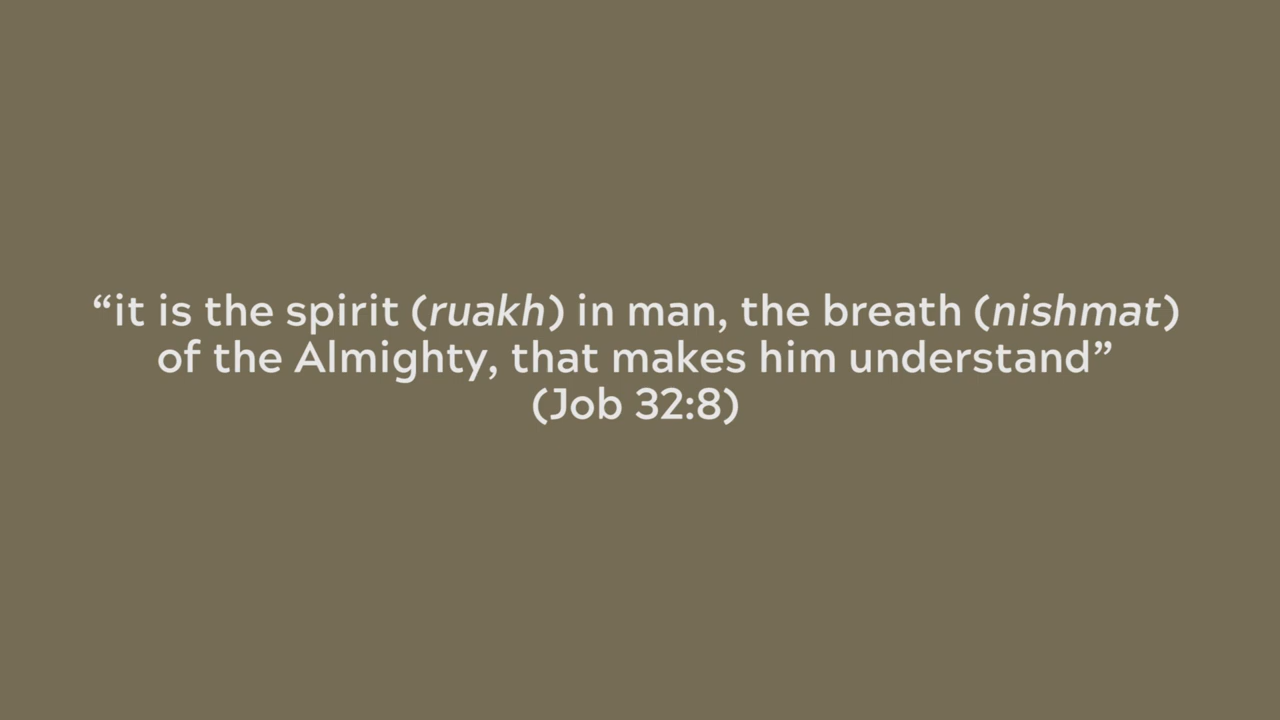 “it is the spirit (ruakh) in man, the breath (nishmat)
of the Almighty, that makes him understand”
(Job 32:8)